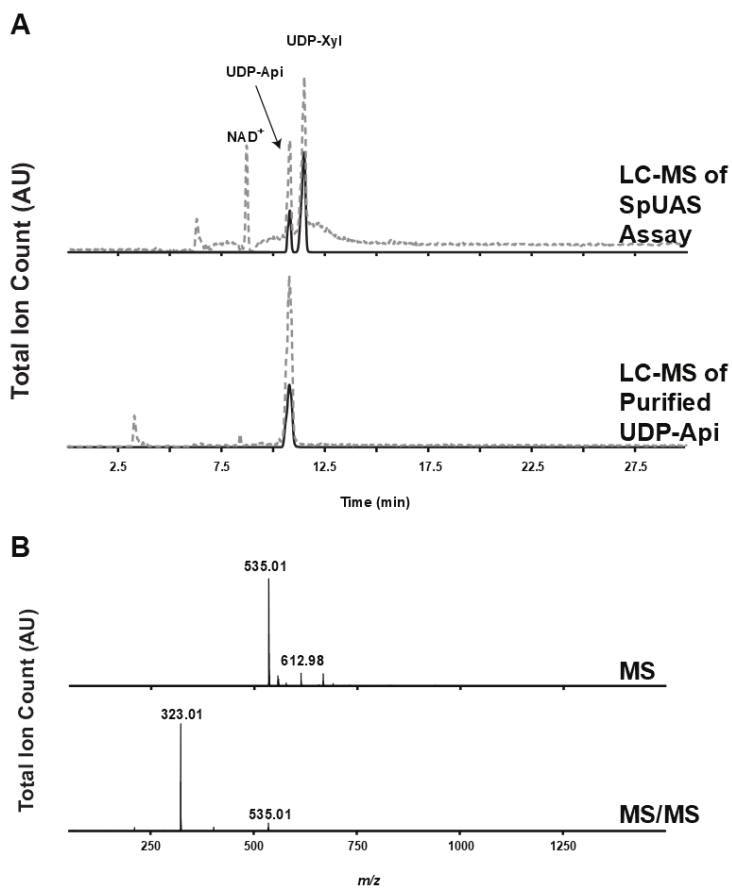 A
UDP-Xyl
UDP-Api
NAD+
Total Ion Count (AU)
LC-MS of
SpUAS
Assay
LC-MS of
Purified
UDP-Api
2.5 7.5 12.5 17.5 22.5 27.5
Time (min)
B
Total Ion Count (AU)
535.01
612.98
MS
323.01
535.01
MS/MS
250 500 750 1000 1250
m/z